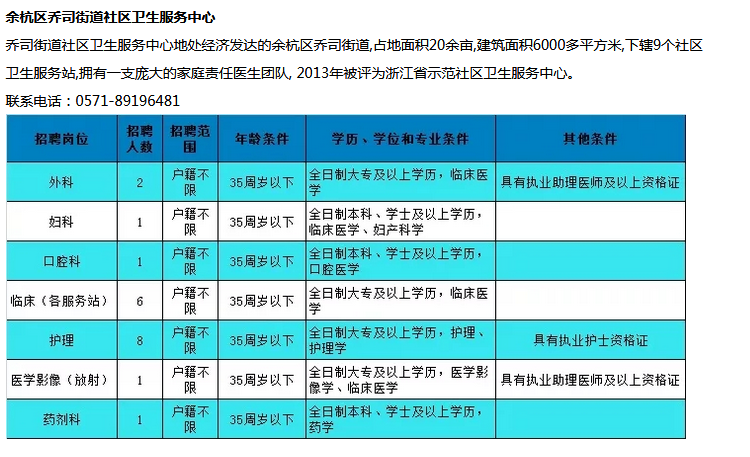 余杭区乔司街道社区卫生服务中心
乔司街道社区卫生服务中心地处经济发达的余杭区乔司街道,占地面积20余亩,建筑面积6000多平方米,下辖9个社区
卫生服务站,拥有一支庞大的家庭责任医生团队, 2013年被评为浙江省示范社区卫生服务中心。
联系电话：0571-89196481
招聘岗位 招聘人数 招聘范围 年龄条件 学历、学位和专业条件 其他条件
外科 2 户籍不限 35周岁以下 全日制大专及以上学历，临床医学 具有执业助理医师及以上资格证
妇科 1 户籍不限 35周岁以下 全日制本科、学士及以上学历，临床医学、妇产科学
口腔科 1 户籍不限 35周岁以下 全日制本科、学士及以上学历，口腔医学
临床（各服务站） 6 户籍不限 35周岁以下 全日制大专及以上学历，临床医学
护理 8 户籍不限 35周岁以下 全日制大专及以上学历，护理、护理学 具有执业护士资格证
医学影像（放射） 1 户籍不限 35周岁以下 全日制大专及以上学历，医学影像学、临床医学 具有执业助理医师及以上资格证
药剂科 1 户籍不限 35周岁以下 全日制本科、学士及以上学历，药学